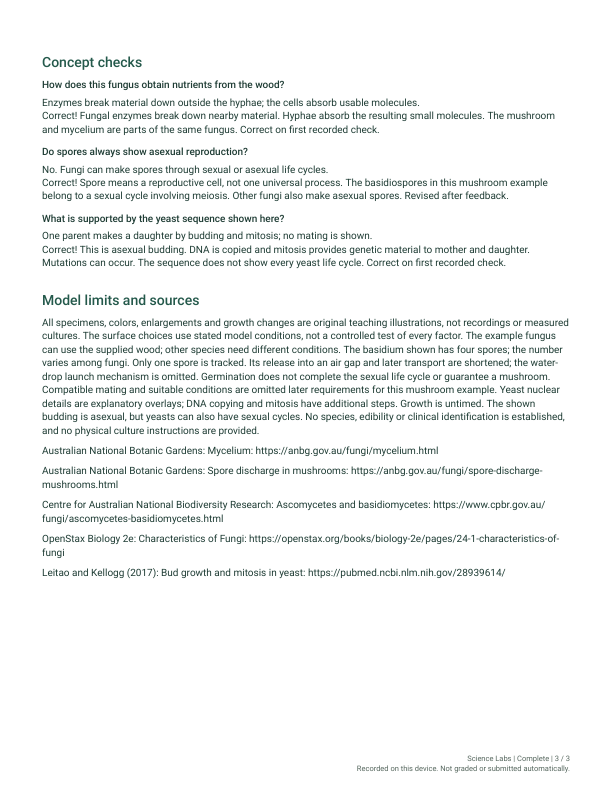 Concept checks
How does this fungus obtain nutrients from the wood?
Enzymes break material down outside the hyphae; the cells absorb usable molecules.
Correct! Fungal enzymes break down nearby material. Hyphae absorb the resulting small molecules. The mushroom
and mycelium are parts of the same fungus. Correct on first recorded check.
Do spores always show asexual reproduction?
No. Fungi can make spores through sexual or asexual life cycles.
Correct! Spore means a reproductive cell, not one universal process. The basidiospores in this mushroom example
belong to a sexual cycle involving meiosis. Other fungi also make asexual spores. Revised after feedback.
What is supported by the yeast sequence shown here?
One parent makes a daughter by budding and mitosis; no mating is shown.
Correct! This is asexual budding. DNA is copied and mitosis provides genetic material to mother and daughter.
Mutations can occur. The sequence does not show every yeast life cycle. Correct on first recorded check.
Model limits and sources
All specimens, colors, enlargements and growth changes are original teaching illustrations, not recordings or measured
cultures. The surface choices use stated model conditions, not a controlled test of every factor. The example fungus
can use the supplied wood; other species need different conditions. The basidium shown has four spores; the number
varies among fungi. Only one spore is tracked. Its release into an air gap and later transport are shortened; the water-
drop launch mechanism is omitted. Germination does not complete the sexual life cycle or guarantee a mushroom.
Compatible mating and suitable conditions are omitted later requirements for this mushroom example. Yeast nuclear
details are explanatory overlays; DNA copying and mitosis have additional steps. Growth is untimed. The shown
budding is asexual, but yeasts can also have sexual cycles. No species, edibility or clinical identification is established,
and no physical culture instructions are provided.
Australian National Botanic Gardens: Mycelium: https://anbg.gov.au/fungi/mycelium.html
Australian National Botanic Gardens: Spore discharge in mushrooms: https://anbg.gov.au/fungi/spore-discharge-
mushrooms.html
Centre for Australian National Biodiversity Research: Ascomycetes and basidiomycetes: https://www.cpbr.gov.au/
fungi/ascomycetes-basidiomycetes.html
OpenStax Biology 2e: Characteristics of Fungi: https://openstax.org/books/biology-2e/pages/24-1-characteristics-of-
fungi
Leitao and Kellogg (2017): Bud growth and mitosis in yeast: https://pubmed.ncbi.nlm.nih.gov/28939614/
Science Labs | Complete | 3 / 3
Recorded on this device. Not graded or submitted automatically.